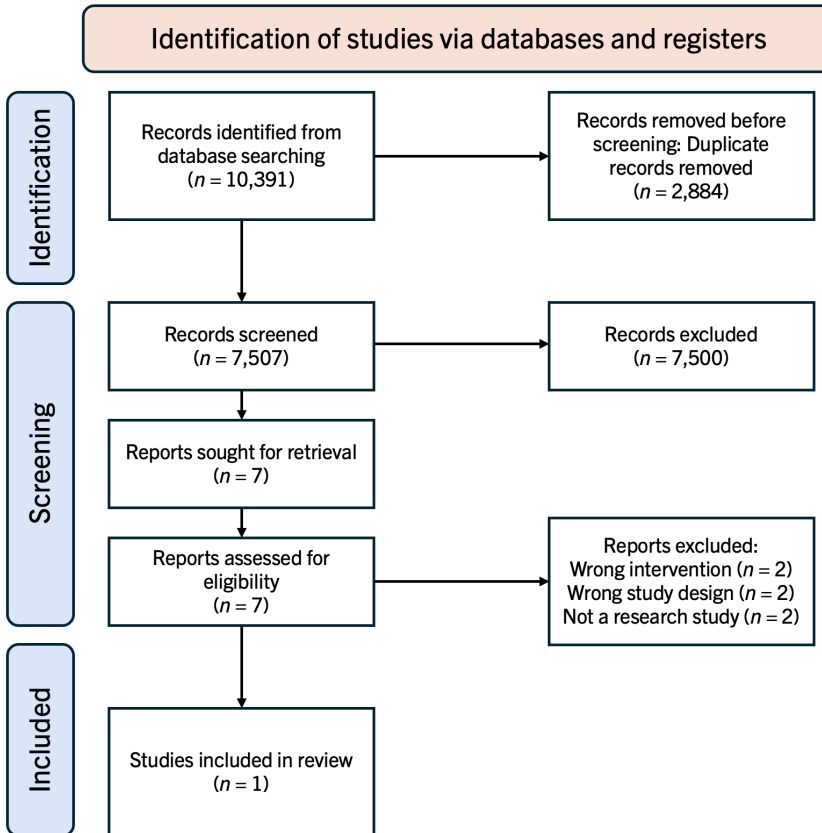 Identification of studies via databases and registers
Identification
Records identified from
database searching
(n = 10,391)
Records removed before
screening: Duplicate
records removed
(n = 2,884)
Screening
Records screened
(n = 7,507)
Records excluded
(n = 7,500)
Reports sought for retrieval
(n = 7)
Reports assessed for
eligibility
(n = 7)
Reports excluded:
Wrong intervention (n = 2)
Wrong study design (n = 2)
Not a research study (n = 2)
Included
Studies included in review
(n = 1)